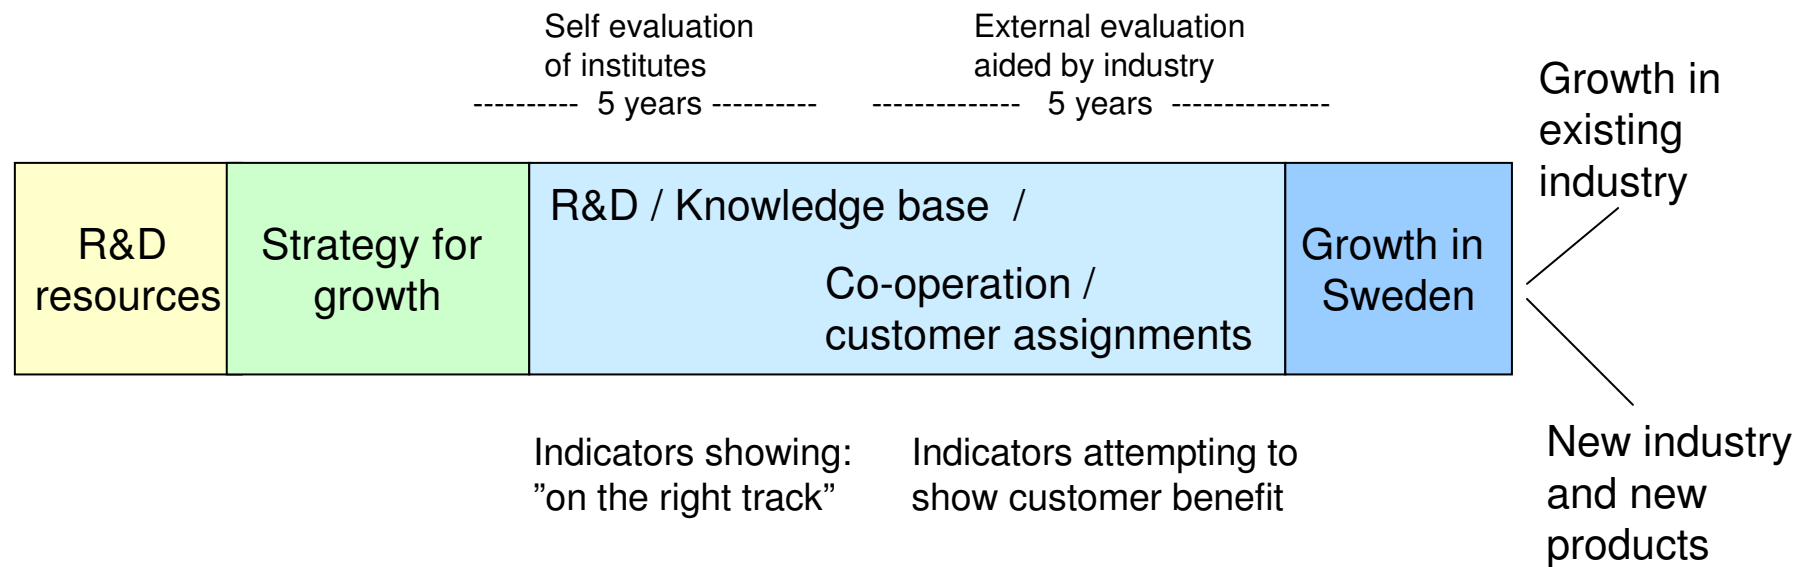 Self evaluation
of institutes
---------- 5 years ----------
External evaluation
aided by industry
-------------- 5 years ---------------
R&D
resources
Strategy for
growth
R&D / Knowledge base /
Co-operation /
customer assignments
Growth in
Sweden
Growth in
existing
industry
New industry
and new
products
Indicators showing:
”on the right track”
Indicators attempting to
show customer benefit